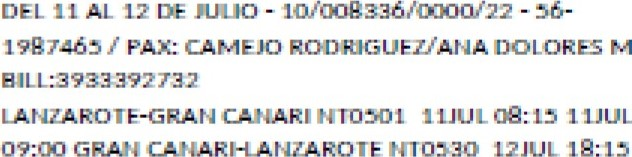 DEL 11 AL 12 DE JULIO - 10/008336/0000/22 - 56-
1987465 / PAX: CAMEJO RODRIGUEZ/ANA DOLORES M
BILL:3933392732
LANZAROTE-GRAN CANARI NT0501 11JUL 08:15 11JUL
09:00 GRAN CANARI-LANZAROTE NT0530 12JUL 18:15